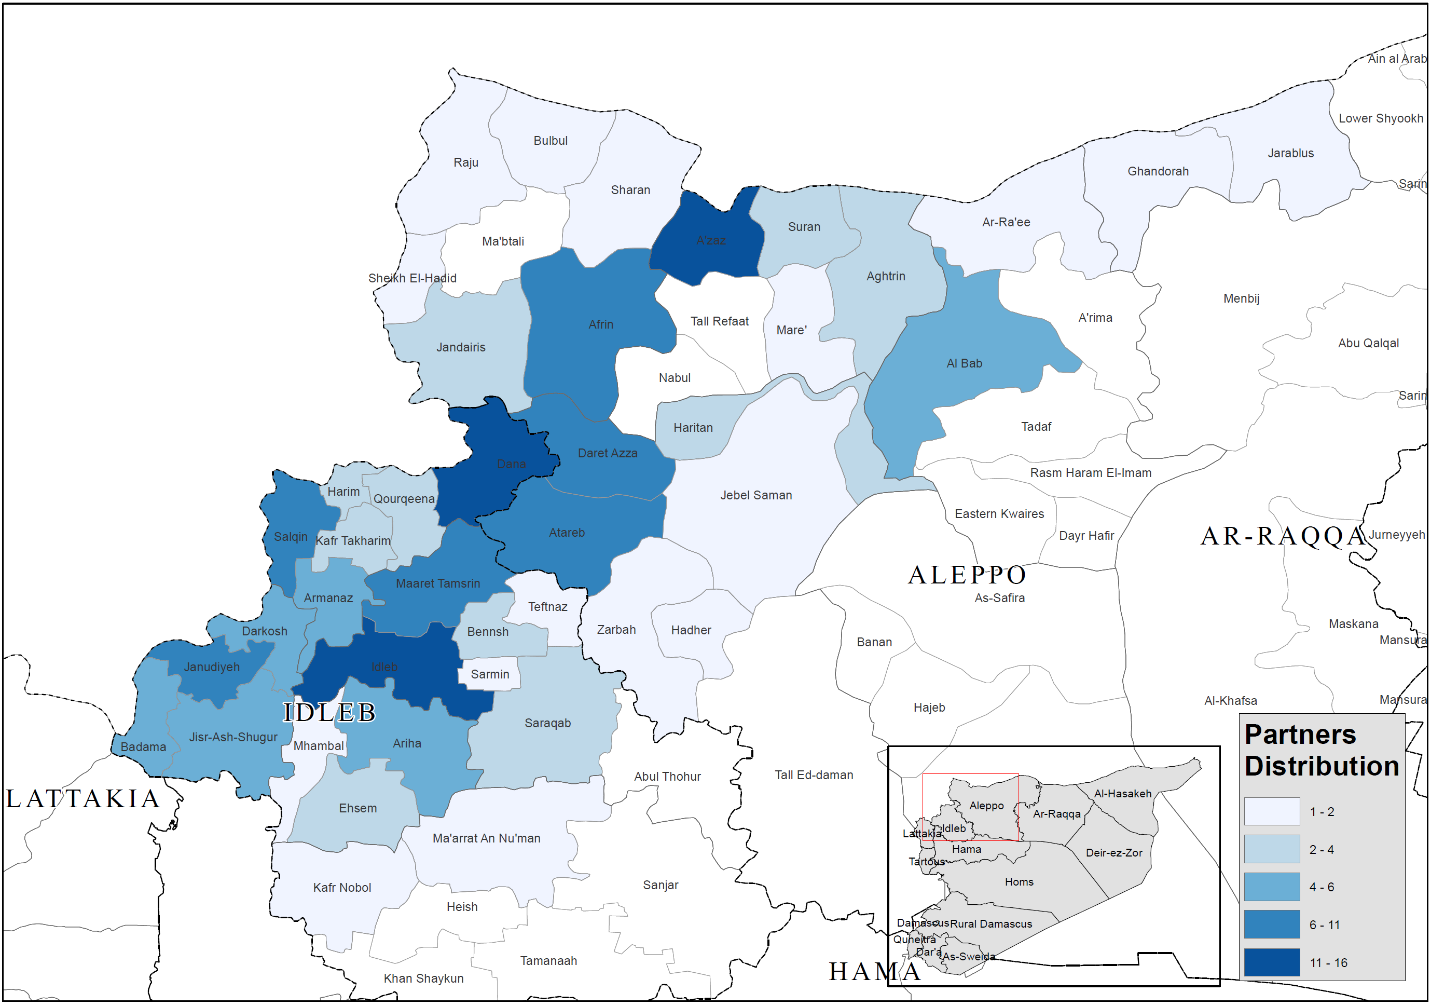 Ain al Arab
Lower Shyookh
Bulbul
Jarablus
Raju
Ghandorah
Sharan
Sarin
Ar-Ra'ee
Suran
A'zaz
Ma'btali
Sheikh El-Hadid
Aghtrin
Menbij
A'rima
Tall Refaat
Afrin
Mare'
Abu Qalqal
Jandairis
Al Bab
Nabul
Sarin
Haritan
Tadaf
Daret Azza
Dana
Rasm Haram El-Imam
Harim
Qourqeena
Jebel Saman
Eastern Kwaires
Salqin
Kafr Takharim
Atareb
Dayr Hafir
AR-RAQQA
Jurneyyeh
ALEPPO
Maaret Tamsrin
Armanaz
As-Safira
Teftnaz
Maskana
Darkosh
Bennsh
Zarbah
Hadher
Banan
Mansura
Janudiyeh
Idleb
Sarmin
Al-Khafsa
Mansura
Hajeb
IDLEB
Saraqab
Jisr-Ash-Shugur
Mhambal
Ariha
Badama
Abul Thohur
Tall Ed-daman
LATTAKIA
Ehsem
Ma'arrat An Nu'man
Kafr Nobol
Sanjar
Heish
Tamanaah
Khan Shaykun
HAMA
Al-Hasakeh
Aleppo
Ar-Raqqa
Idleb
Lattakia
Hama
Deir-ez-Zor
Tartous
Homs
Damascus
Rural Damascus
Quneitra
Dar'a
As-Sweida
Partners
Distribution
1 - 2
2 - 4
4 - 6
6 - 11
11 - 16